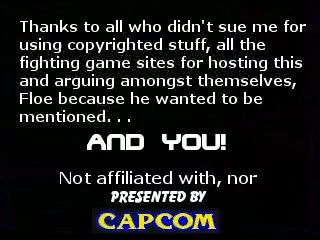 Thanks to all who didn't sue me for
using copyrighted stuff, all the
fighting game sites for hosting this
and arguing amongst themselves,
Floe because he wanted to be
mentioned. . .
AND YOU!
Not affiliated with, nor
PRESENTED BY
CAPCOM